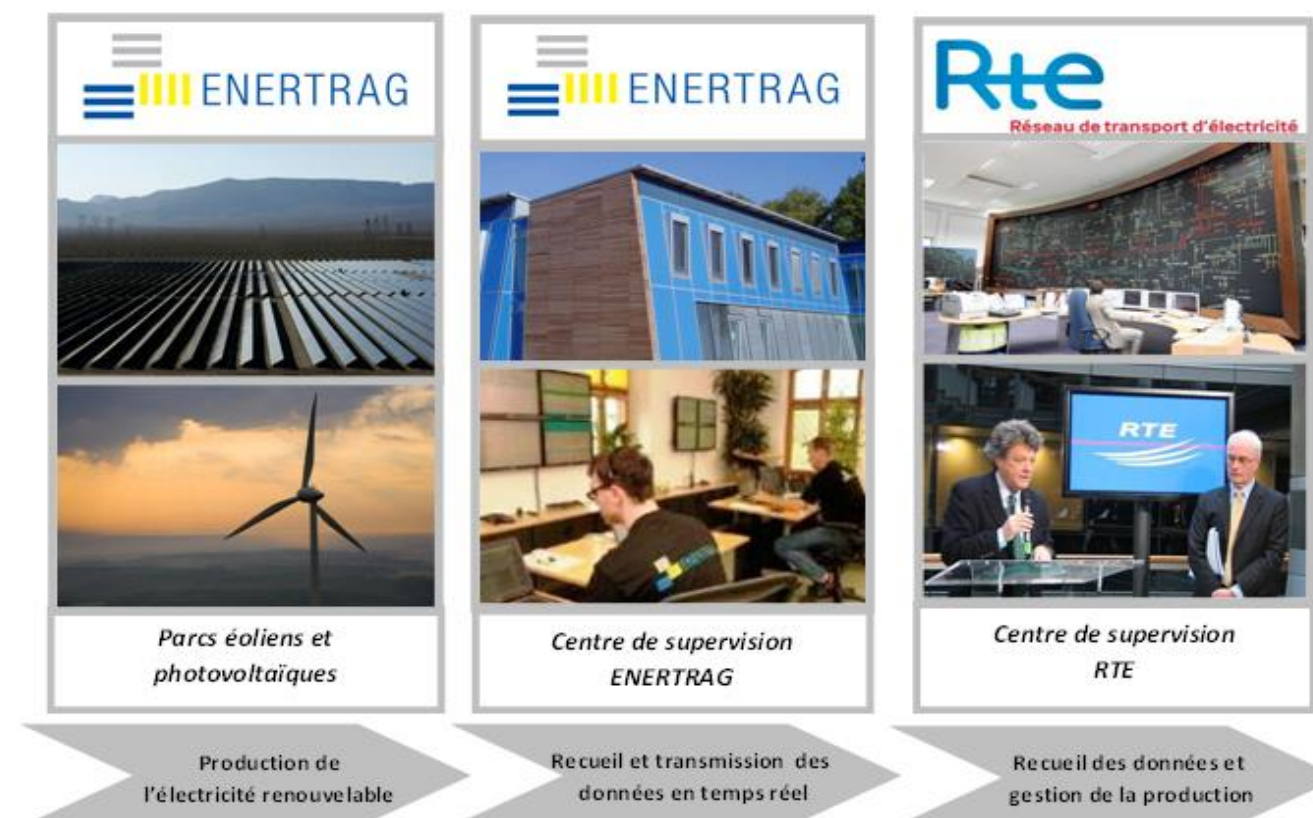 ENERTRAG
Parcs éoliens et
photovoltaïques
Production de
l'électricité renouvelable
ENERTRAG
ENERTRAG
Centre de supervision
ENERTRAG
Recueil et transmission des
données en temps réel
Rte
Réseau de transport d'électricité
RTE
Centre de supervision
RTE
Recueil des données et
gestion de la production